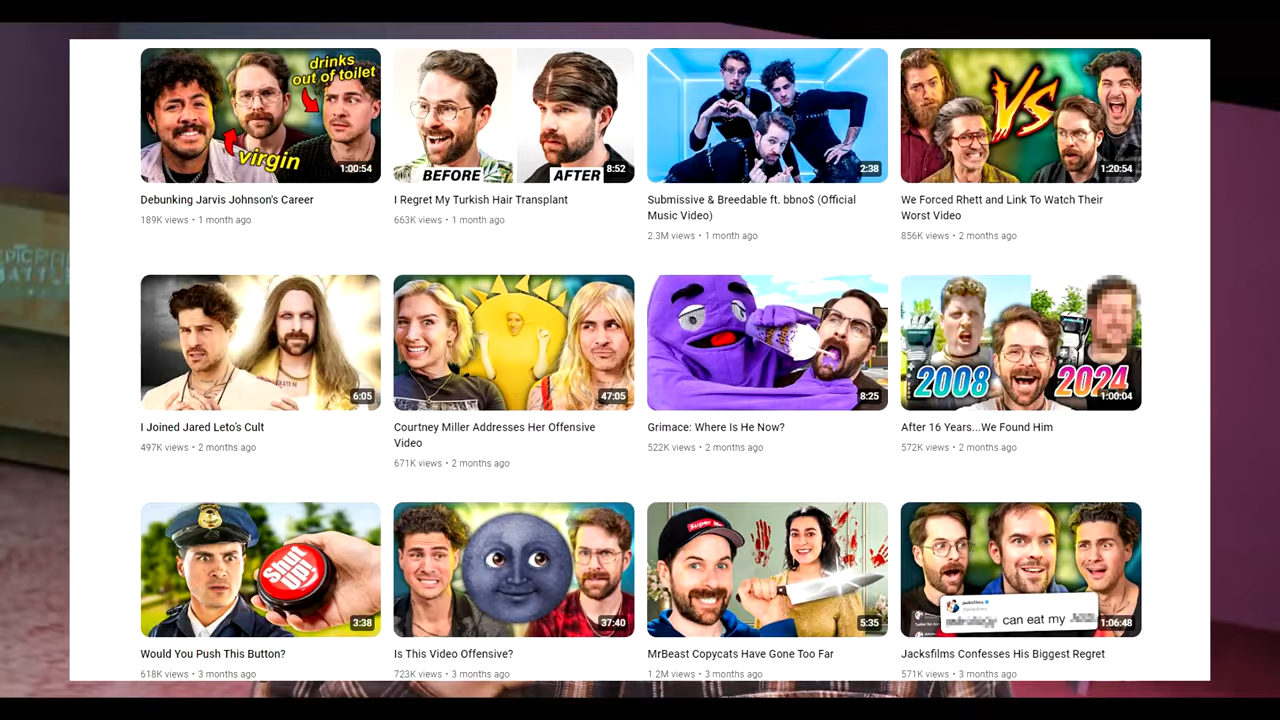 drinks
out of toilet
virgin
1:00:54
BEFORE
AFTER
8:52
2:38
VS
1:20:54
Debunking Jarvis Johnson's Career
189K views • 1 month ago
I Regret My Turkish Hair Transplant
663K views • 1 month ago
Submissive & Breedable ft. bbno$ (Official
Music Video)
2.3M views • 1 month ago
We Forced Rhett and Link To Watch Their
Worst Video
856K views • 2 months ago
6:05
47:05
8:25
2008
2024
1:00:04
I Joined Jared Leto's Cult
497K views • 2 months ago
Courtney Miller Addresses Her Offensive
Video
671K views • 2 months ago
Grimace: Where Is He Now?
522K views • 2 months ago
After 16 Years...We Found Him
572K views • 2 months ago
Shut
Up!
3:38
37:40
5:35
jacksfilms
can eat my
1:06:48
Would You Push This Button?
618K views • 3 months ago
Is This Video Offensive?
723K views • 3 months ago
MrBeast Copycats Have Gone Too Far
1.2M views • 3 months ago
Jacksfilms Confesses His Biggest Regret
571K views • 3 months ago